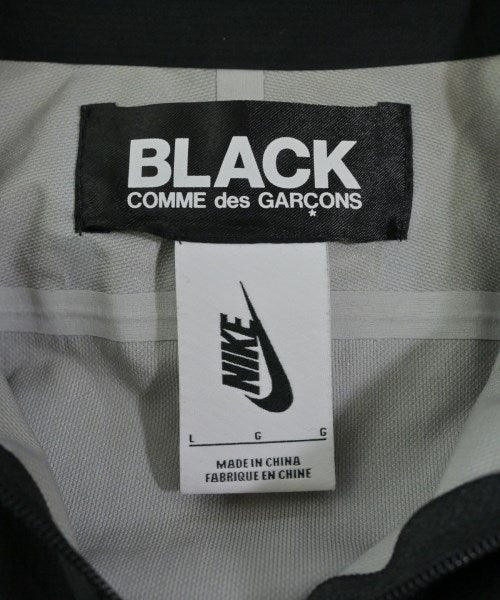 BLACK
COMME des GARÇONS
NIKE
L G G
MADE IN CHINA
FABRIQUE EN CHINE